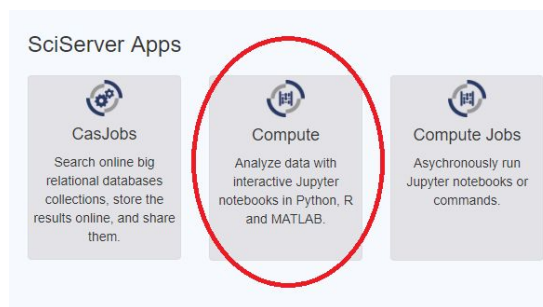 SciServer Apps
CasJobs
Search online big
relational databases
collections, store the
results online, and share
them.
Compute
Analyze data with
interactive Jupyter
notebooks in Python, R
and MATLAB.
Compute Jobs
Asychronously run
Jupyter notebooks or
commands.